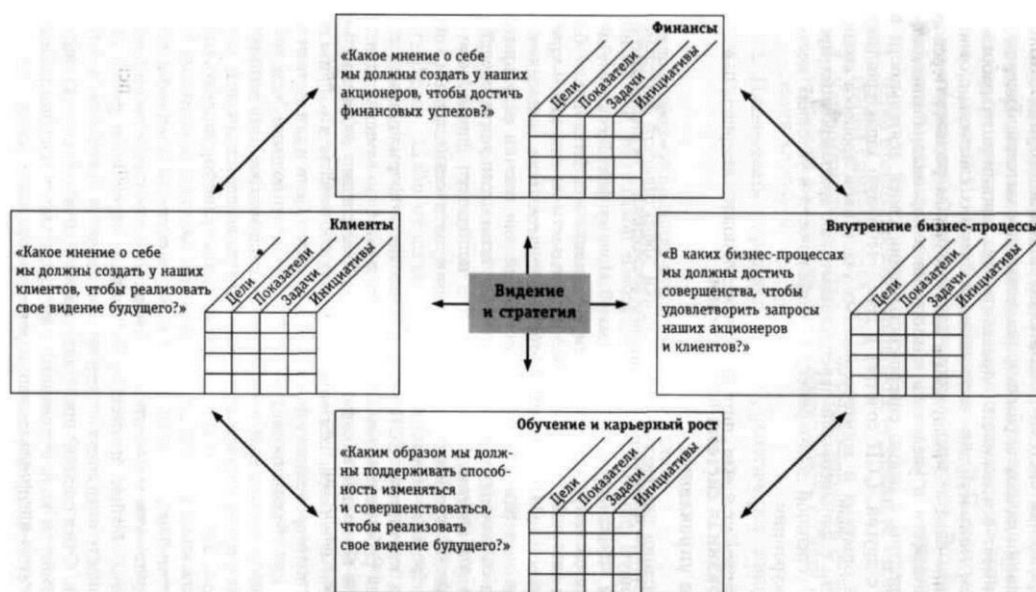 Финансы
«Какое мнение о себе
мы должны создать у наших
акционеров, чтобы достичь
финансовых успехов?»
Цели
Показатели
Задачи
Инициативы
Клиенты
«Какое мнение о себе
мы должны создать у наших
клиентов, чтобы реализовать
свое видение будущего?»
Цели
Показатели
Задачи
Инициативы
Видение
и стратегия
Внутренние бизнес-процессы
«В каких бизнес-процессах
мы должны достичь
совершенства, чтобы
удовлетворить запросы
наших акционеров
и клиентов?»
Цели
Показатели
Задачи
Инициативы
Обучение и карьерный рост
«Каким образом мы долж-
ны поддерживать способ-
ность изменяться
и совершенствоваться,
чтобы реализовать
свое видение будущего?»
Цели
Показатели
Задачи
Инициативы